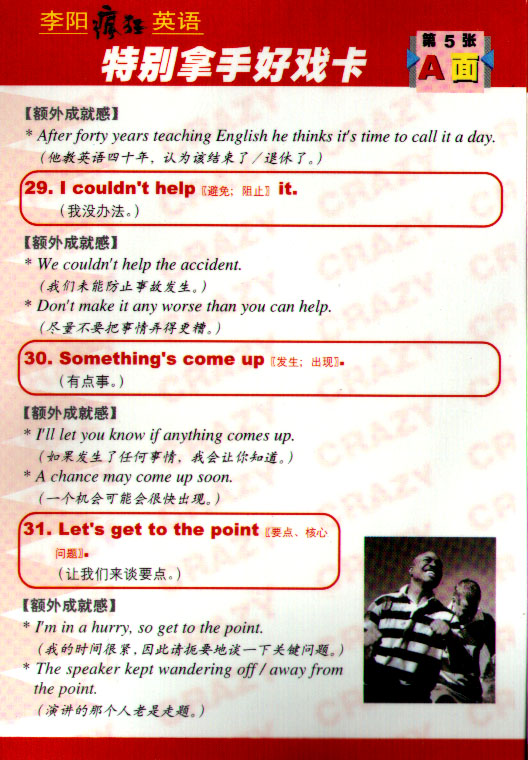 李阳疯狂英语
特别拿手好戏卡
第 5 张
A 面
【额外成就感】
* After forty years teaching English he thinks it's time to call it a day.
（他教英语四十年，认为该结束了／退休了。）
29. I couldn't help〖避免；阻止〗it.
（我没办法。）
【额外成就感】
* We couldn't help the accident.
（我们未能防止事故发生。）
* Don't make it any worse than you can help.
（尽量不要把事情弄得更糟。）
30. Something's come up〖发生；出现〗.
（有点事。）
【额外成就感】
* I'll let you know if anything comes up.
（如果发生了任何事情，我会让你知道。）
* A chance may come up soon.
（一个机会可能会很快出现。）
31. Let's get to the point〖要点、核心
问题〗.
（让我们来谈要点。）
【额外成就感】
* I'm in a hurry, so get to the point.
（我的时间很紧，因此请扼要地谈一下关键问题。）
* The speaker kept wandering off / away from
the point.
（演讲的那个人老是走题。）
CRAZY